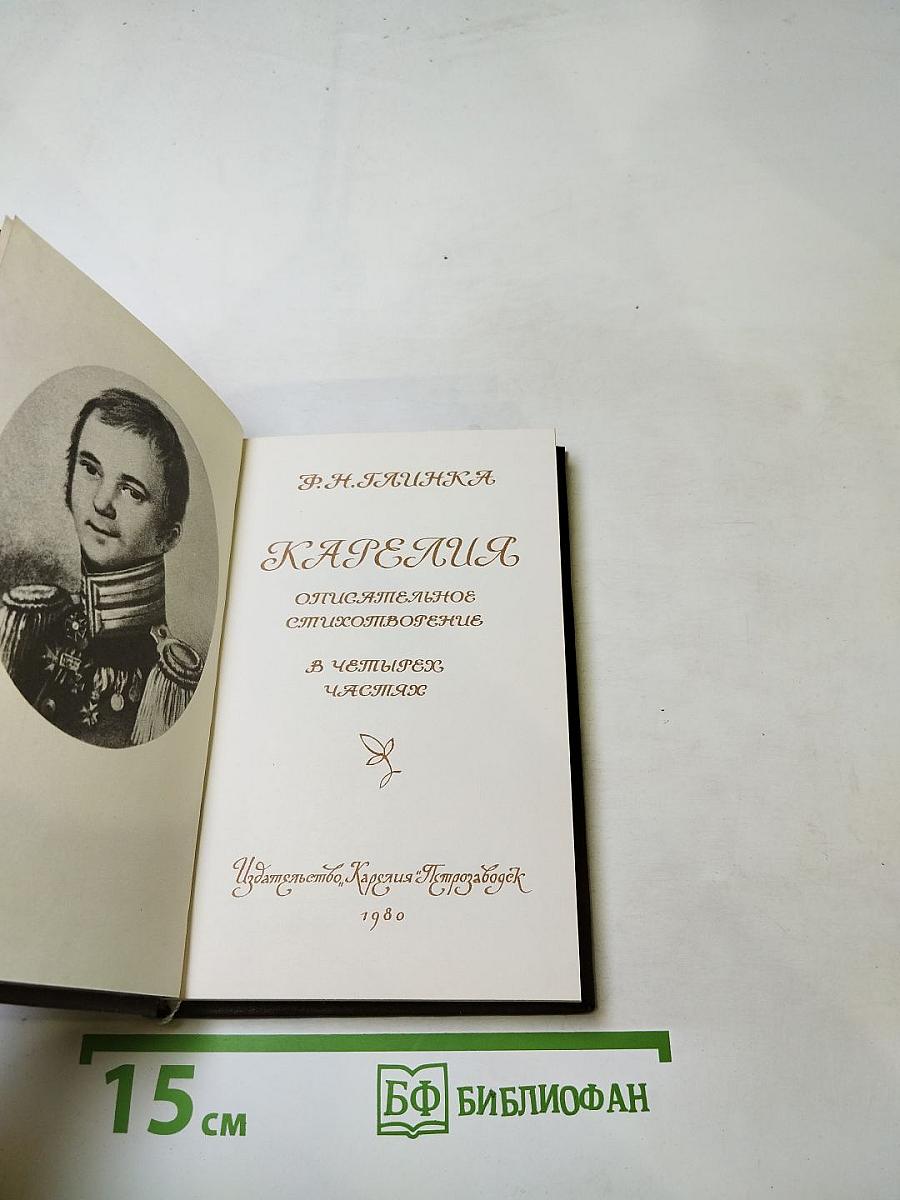 Ф. Н. ГЛИНКА
КАРЕЛИЯ
ОПИСАТЕЛЬНОЕ
СТИХОТВОРЕНИЕ
В ЧЕТЫРЕХ
ЧАСТЯХ
Издательство „Карелия“ Петрозаводск
1980
15 см
БФ БИБЛИОФАН